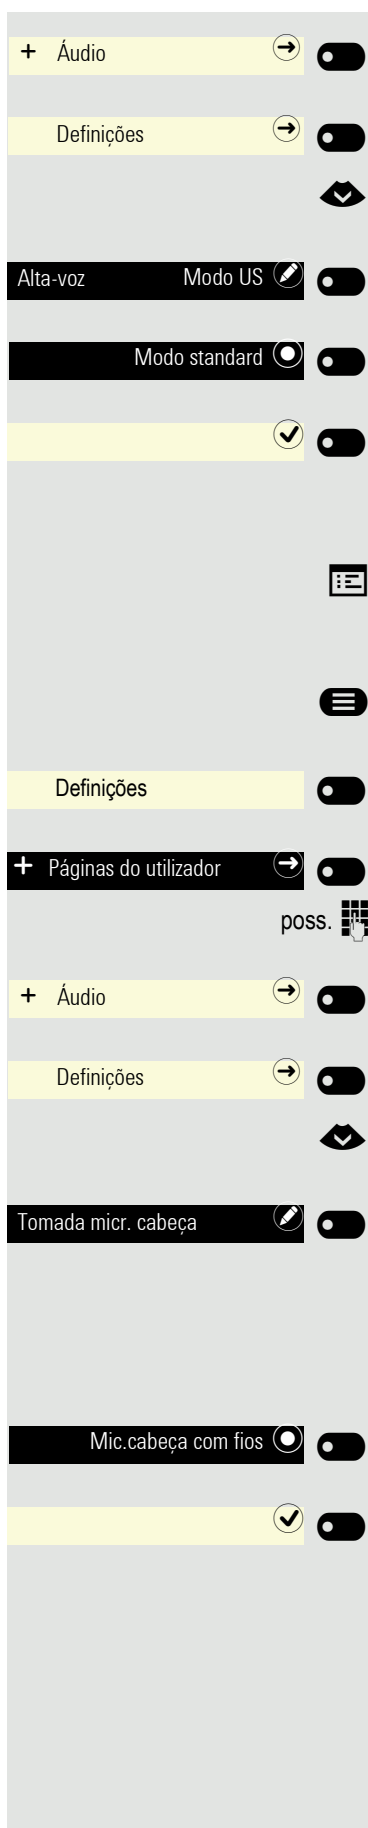 + Áudio
Definições
Alta-voz Modo US
Modo standard
Definições
+ Páginas do utilizador
poss.
+ Áudio
Definições
Tomada micr. cabeça
Mic.cabeça com fios